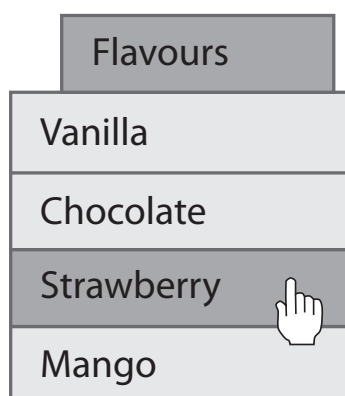 Flavours
Vanilla
Chocolate
Strawberry
Mango